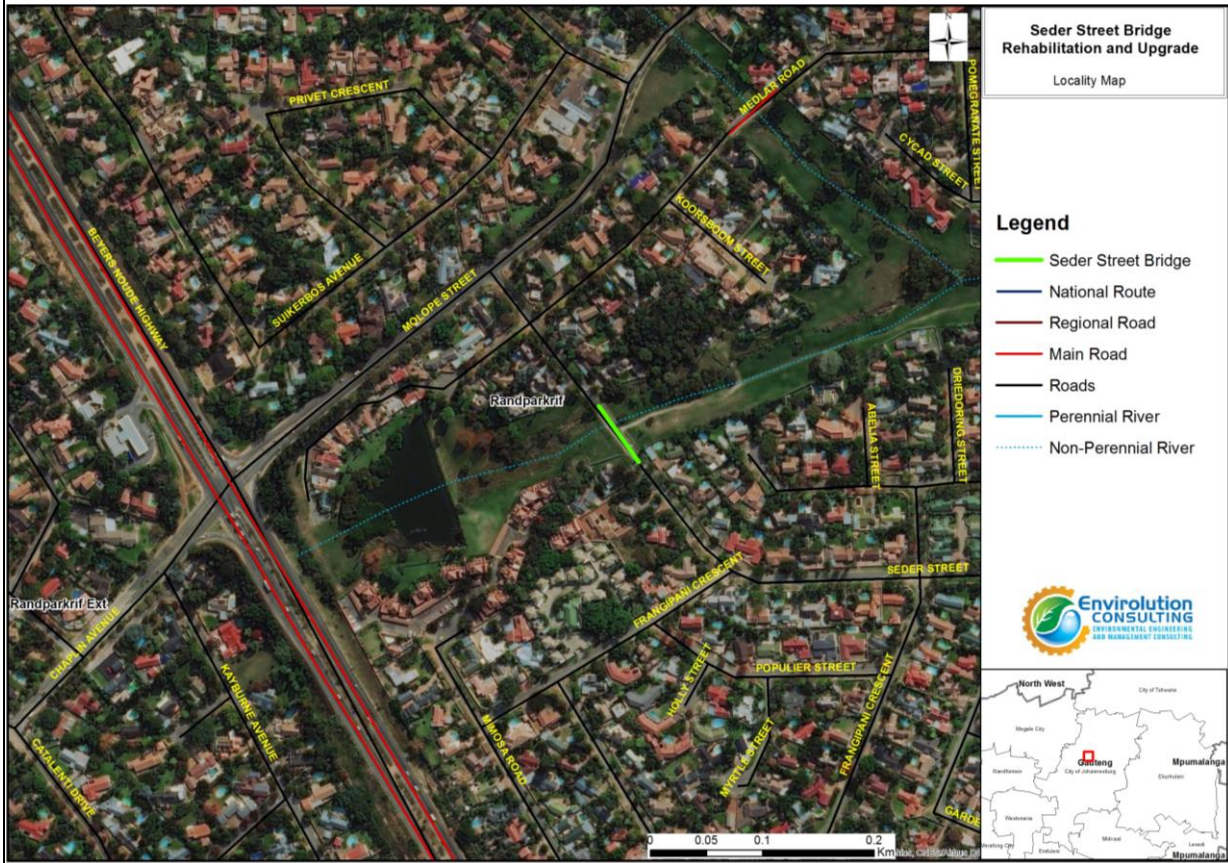 Seder Street Bridge
Rehabilitation and Upgrade
Locality Map
N
PRIVET CRESCENT
MEDLAR ROAD
POMEGRANATE STREET
CYCAD STREET
KOORSBOOM STREET
BEYERS NOUDE HIGHWAY
SUIKERBOS AVENUE
MOLOPE STREET
Randparkrif
ABELIA STREET
DRIEDORING STREET
SEDER STREET
FRANGIPANI CRESCENT
Randparkrif Ext
CHAPLIN AVENUE
KAYBURNE AVENUE
CATALENTI DRIVE
MIMOSA ROAD
HOLLY STREET
POPULIER STREET
MYRTLE STREET
FRANGIPANI CRESCENT
GARDE
0 0.05 0.1 0.2
Km
Legend
Seder Street Bridge
National Route
Regional Road
Main Road
Roads
Perennial River
Non-Perennial River
Envirolution
CONSULTING
ENVIRONMENTAL ENGINEERING
AND MANAGEMENT CONSULTING
North West
City of Tshwane
Mogale City
Gauteng
Mpumalanga
Randfontein
City of Johannesburg
Ekurhuleni
Westonaria
Midvaal
Lesedi
Emfuleni
Mpumalanga